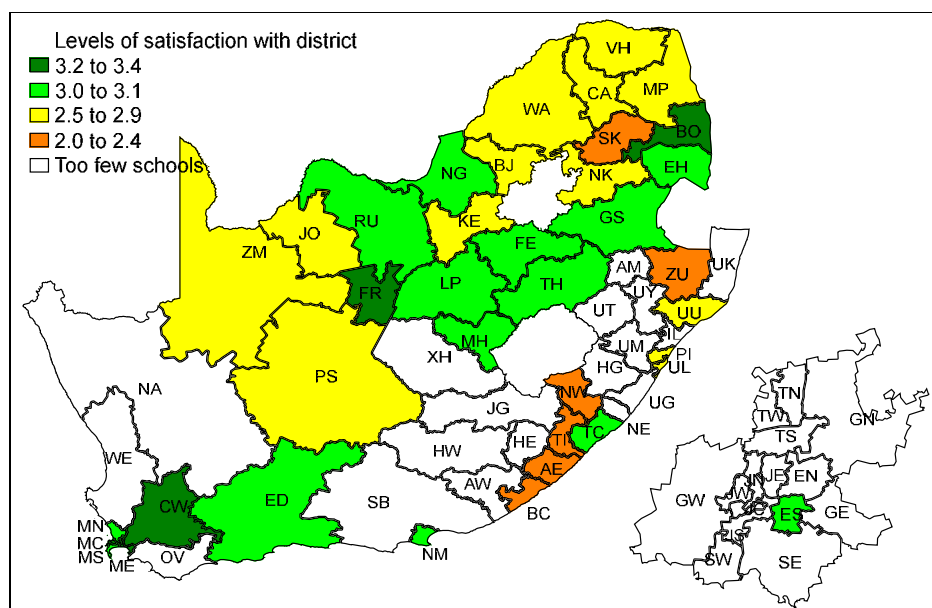 Levels of satisfaction with district
3.2 to 3.4
3.0 to 3.1
2.5 to 2.9
2.0 to 2.4
Too few schools
VH
CA
MP
WA
SK
BO
BJ
NK
EH
NG
RU
KE
GS
JO
ZM
FE
FR
LP
TH
AM
ZU
UK
UY
UT
UU
MH
XH
UM
IL
PI
UL
HG
PS
NW
UG
NA
JG
TC
NE
HW
HE
AE
WE
AW
CW
ED
SB
BC
MN
MC
MS
ME
OV
NM
TN
TW
GN
TS
JE
EN
GW
JW
ES
GE
SW
SE